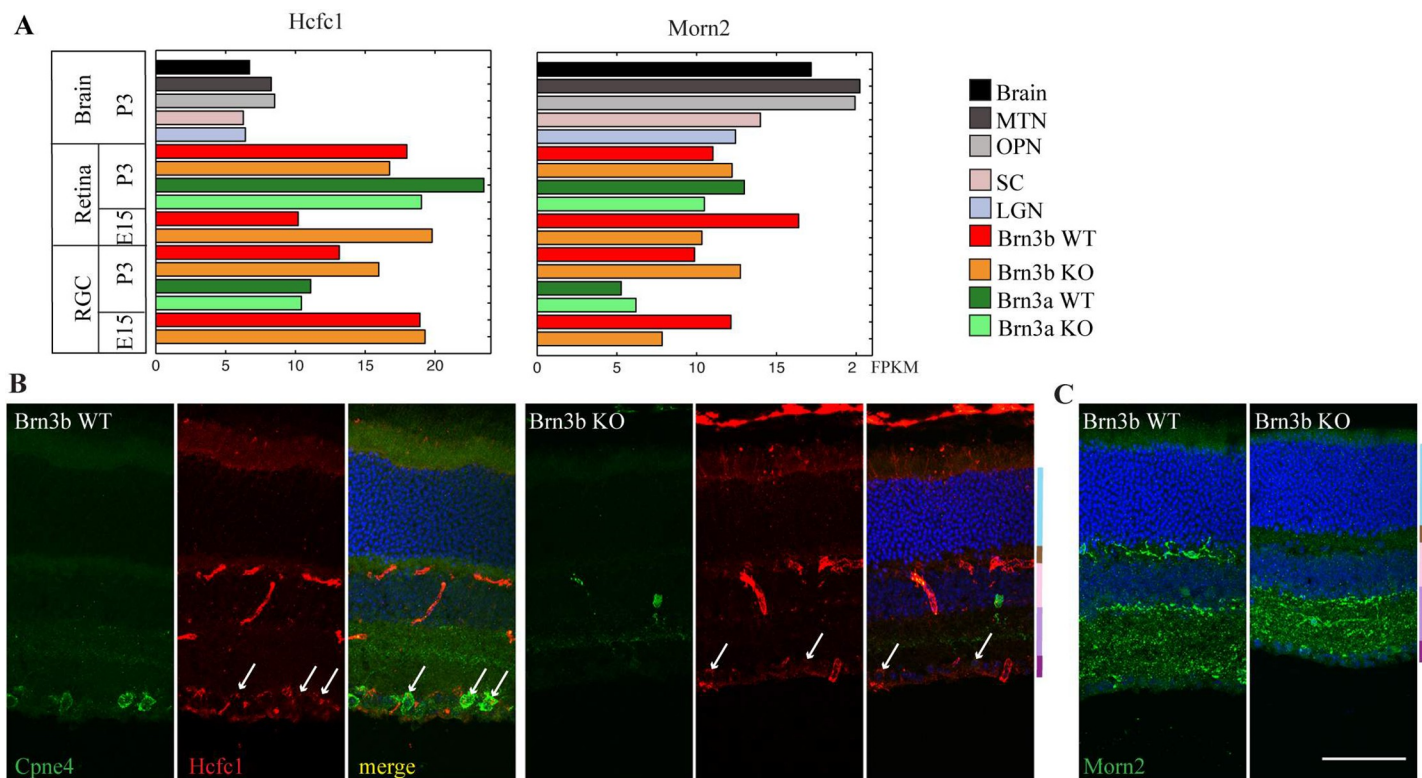 A
Hcfc1
Morn2
Brain
P3
Retina
P3
E15
RGC
P3
E15
0 5 10 15 20
0 5 10 15 2 FPKM
Brain
MTN
OPN
SC
LGN
Brn3b WT
Brn3b KO
Brn3a WT
Brn3a KO
B
Brn3b WT
Brn3b KO
Cpne4
Hcfc1
merge
C
Brn3b WT
Brn3b KO
Morn2